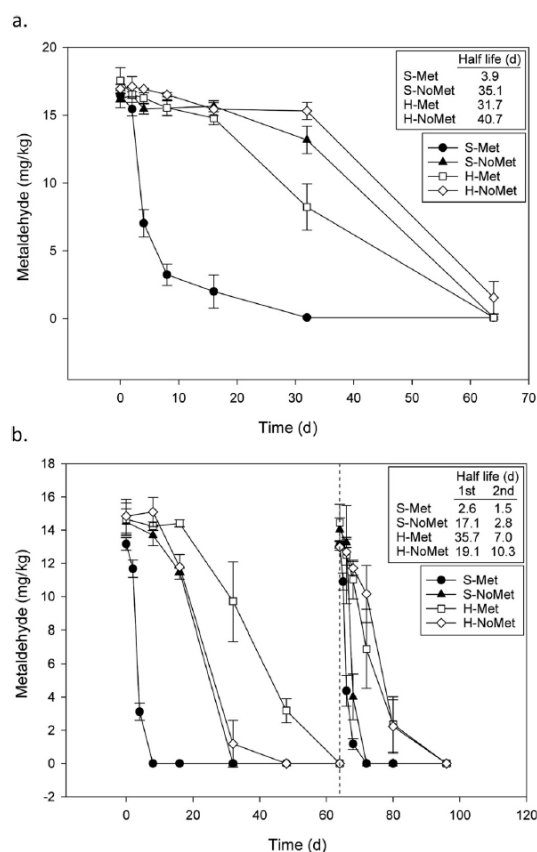 a.
Metaldehyde (mg/kg)
20
15
10
5
0
0 10 20 30 40 50 60 70
Time (d)
Half life (d)
S-Met 3.9
S-NoMet 35.1
H-Met 31.7
H-NoMet 40.7
S-Met
S-NoMet
H-Met
H-NoMet
b.
Metaldehyde (mg/kg)
18
16
14
12
10
8
6
4
2
0
-2
0 20 40 60 80 100 120
Time (d)
Half life (d)
1st 2nd
S-Met 2.6 1.5
S-NoMet 17.1 2.8
H-Met 35.7 7.0
H-NoMet 19.1 10.3
S-Met
S-NoMet
H-Met
H-NoMet